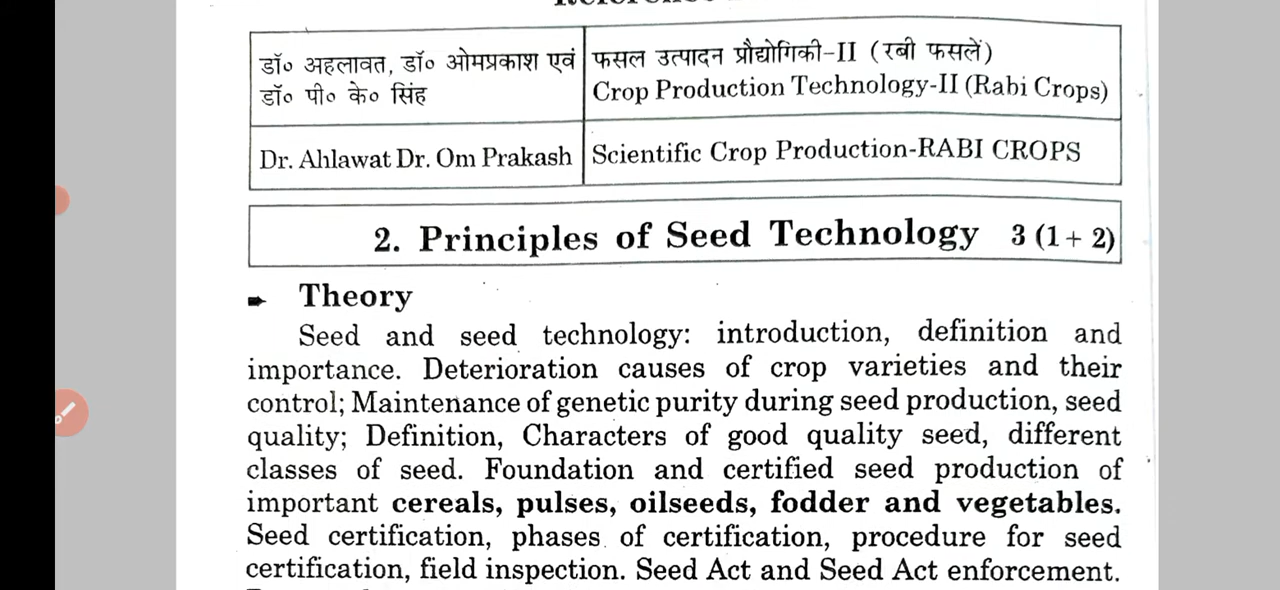 डॉ० अहलावत, डॉ० ओमप्रकाश एवं
डॉ० पी० के० सिंह
फसल उत्पादन प्रौद्योगिकी-II (रबी फसलें)
Crop Production Technology-II (Rabi Crops)
Dr. Ahlawat Dr. Om Prakash
Scientific Crop Production-RABI CROPS
2. Principles of Seed Technology 3 (1 + 2)
Theory
Seed and seed technology: introduction, definition and
importance. Deterioration causes of crop varieties and their
control; Maintenance of genetic purity during seed production, seed
quality; Definition, Characters of good quality seed, different
classes of seed. Foundation and certified seed production of
important cereals, pulses, oilseeds, fodder and vegetables.
Seed certification, phases of certification, procedure for seed
certification, field inspection. Seed Act and Seed Act enforcement.